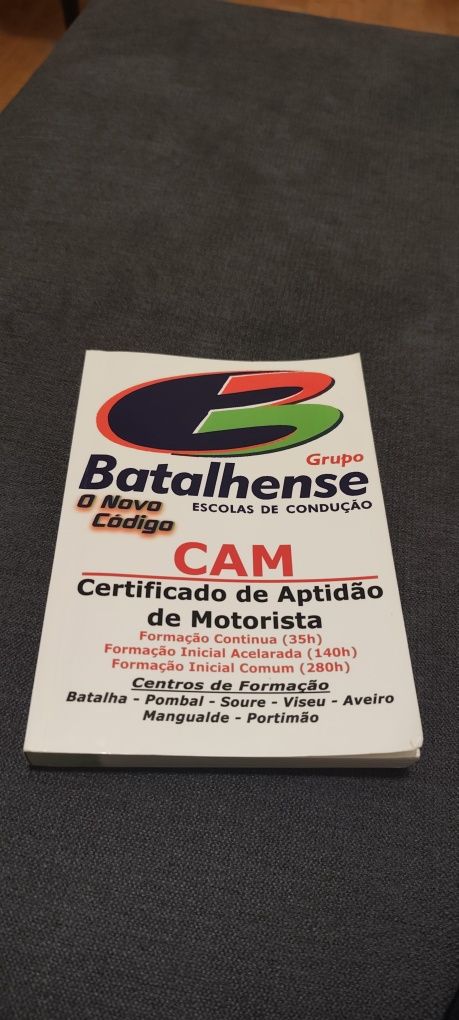 Grupo
Batalhense
ESCOLAS DE CONDUÇÃO
O Novo
Código
CAM
Certificado de Aptidão
de Motorista
Formação Continua (35h)
Formação Inicial Acelarada (140h)
Formação Inicial Comum (280h)
Centros de Formação
Batalha - Pombal - Soure - Viseu - Aveiro
Mangualde - Portimão